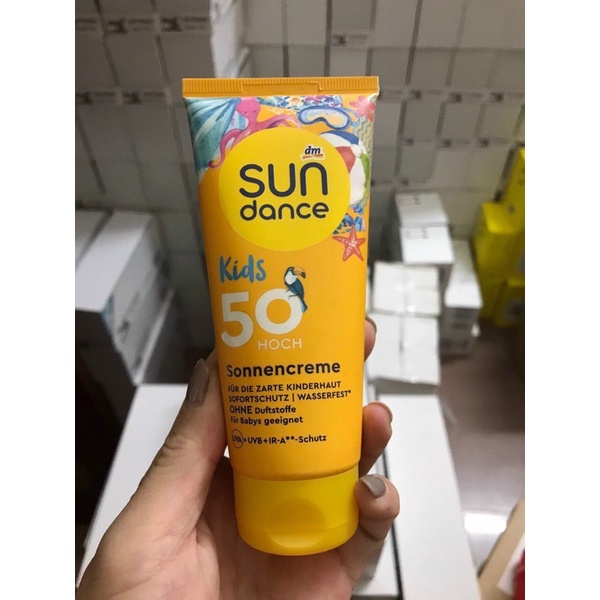 dm
SUN
dance
Kids
50
HOCH
Sonnencreme
FÜR DIE ZARTE KINDERHAUT
SOFORTSCHUTZ | WASSERFEST*
OHNE Duftstoffe
Für Babys geeignet
UVA+UVB+IR-A**-Schutz